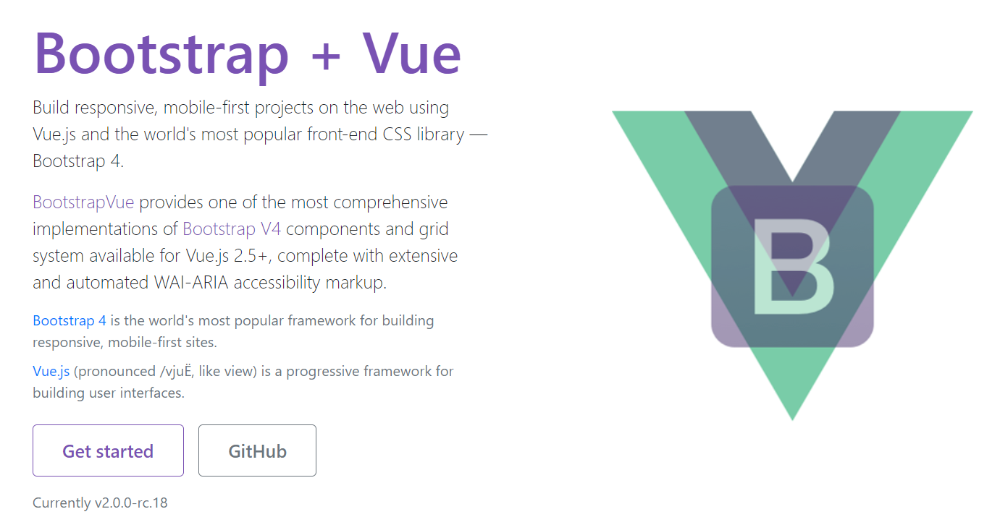 Bootstrap + Vue
Build responsive, mobile-first projects on the web using
Vue.js and the world's most popular front-end CSS library —
Bootstrap 4.
BootstrapVue provides one of the most comprehensive
implementations of Bootstrap V4 components and grid
system available for Vue.js 2.5+, complete with extensive
and automated WAI-ARIA accessibility markup.
Bootstrap 4 is the world's most popular framework for building
responsive, mobile-first sites.
Vue.js (pronounced /vjuË, like view) is a progressive framework for
building user interfaces.
Get started
GitHub
Currently v2.0.0-rc.18
B